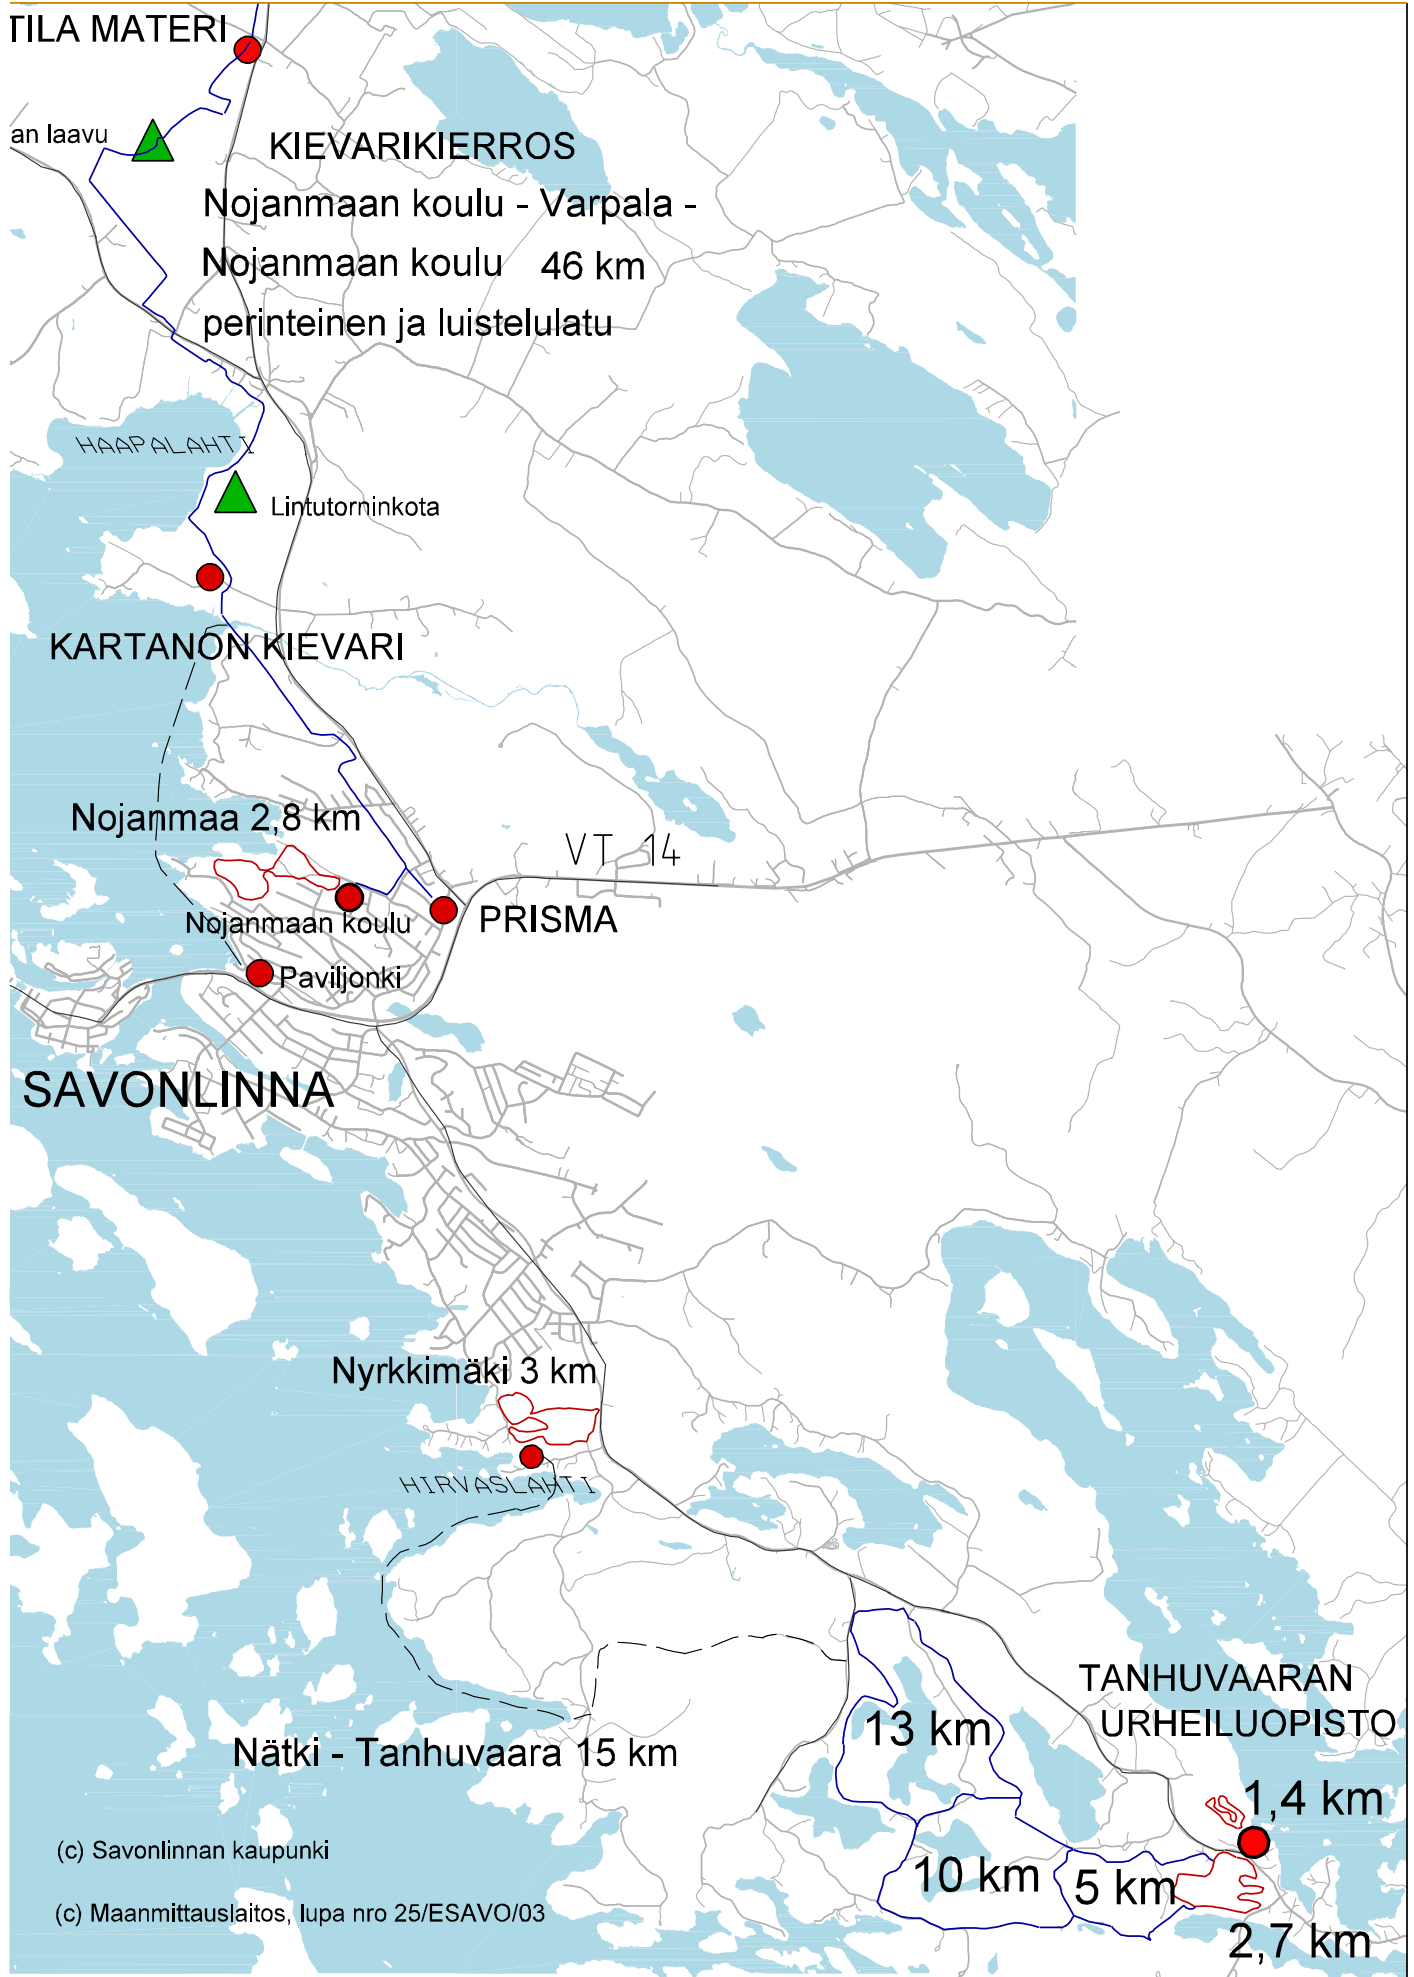 TILA MATERI
an laavu
KIEVARIKIERROS
Nojanmaan koulu - Varpala -
Nojanmaan koulu 46 km
perinteinen ja luistelulatu
HAAPALAHTI
Lintutorninkota
KARTANON KIEVARI
Nojanmaa 2,8 km
VT 14
Nojanmaan koulu
PRISMA
Paviljonki
SAVONLINNA
Nyrkkimäki 3 km
HIRVASLAHTI
TANHUVAARAN
URHEILUOPISTO
13 km
Nätki - Tanhuvaara 15 km
1,4 km
(c) Savonlinnan kaupunki
10 km
5 km
(c) Maanmittauslaitos, lupa nro 25/ESAVO/03
2,7 km